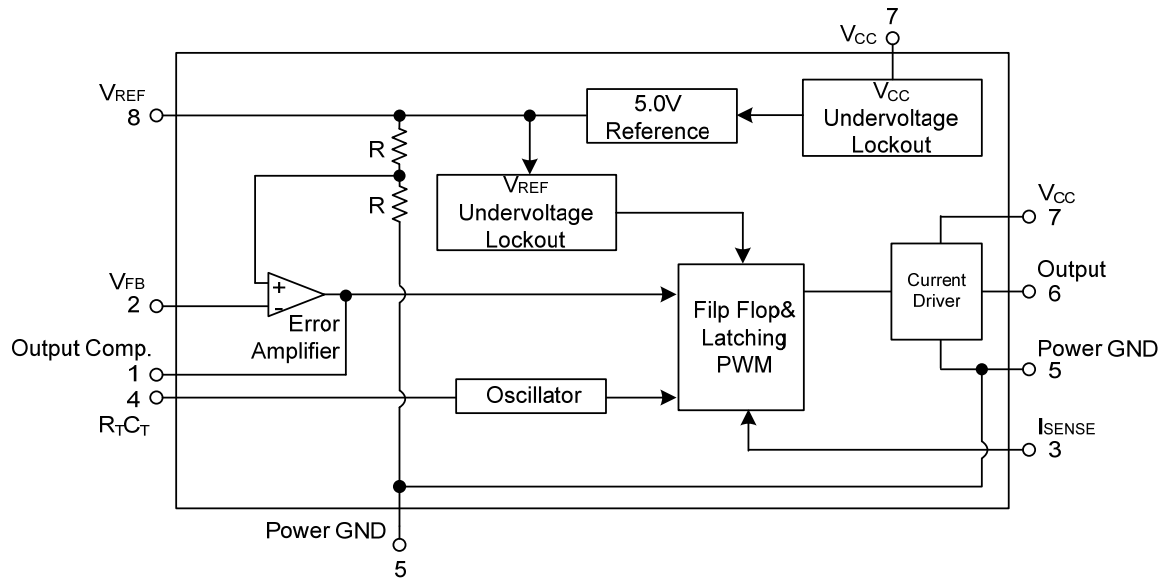 7
VCC
VREF
8
5.0V
Reference
VCC
Undervoltage
Lockout
R
R
VREF
Undervoltage
Lockout
VCC
7
VFB
2
+
-
Error
Amplifier
Filp Flop&
Latching
PWM
Current
Driver
Output
6
Output Comp.
1
Power GND
5
4
RTCT
Oscillator
ISENSE
3
Power GND
5